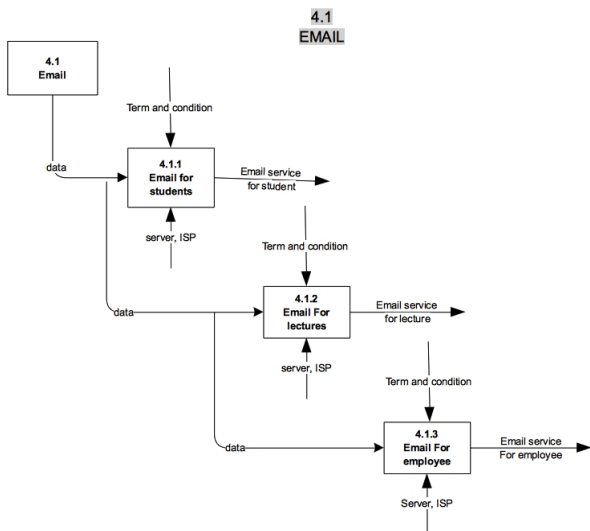 4.1
EMAIL
4.1
Email
Term and condition
data
4.1.1
Email for
students
Email service
for student
server, ISP
Term and condition
data
4.1.2
Email For
lectures
Email service
for lecture
server, ISP
Term and condition
data
4.1.3
Email For
employee
Email service
For employee
Server, ISP